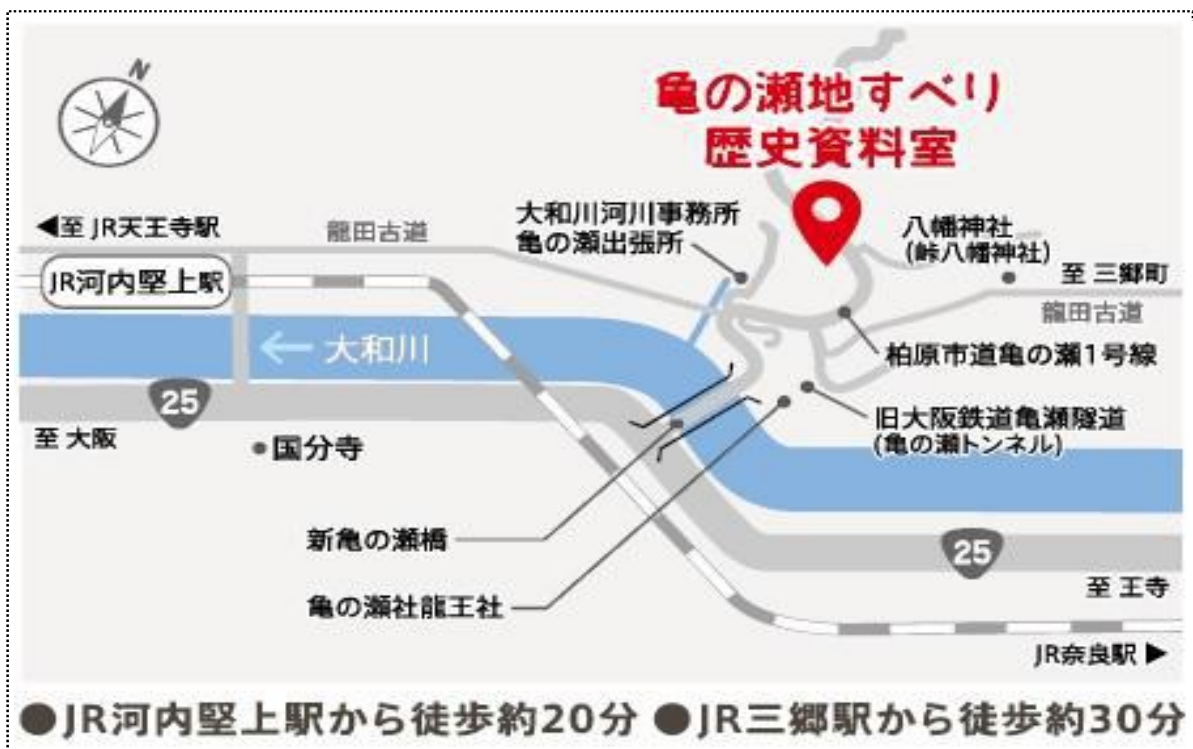 N
亀の瀬地すべり
歴史資料室
大和川河川事務所
亀の瀬出張所
八幡神社
(峠八幡神社)
◀至 JR天王寺駅
龍田古道
至 三郷町
JR河内堅上駅
龍田古道
← 大和川
柏原市道亀の瀬1号線
25
至 大阪
国分寺
旧大阪鉄道亀瀬隧道
(亀の瀬トンネル)
新亀の瀬橋
25
至 王寺
亀の瀬社龍王社
JR奈良駅 ▶
●JR河内堅上駅から徒歩約20分 ●JR三郷駅から徒歩約30分